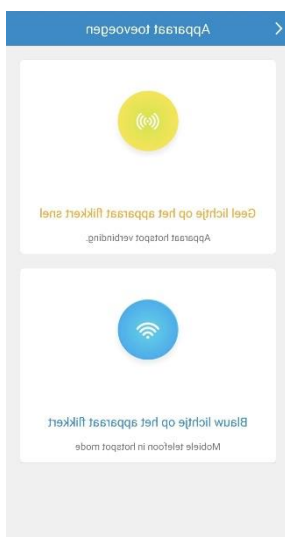 Apparaat toevoegen
Geel lichtje op het apparaat flikkert snel
Apparaat hotspot verbinding.
Blauw lichtje op het apparaat flikkert
Mobiele telefoon in hotspot mode